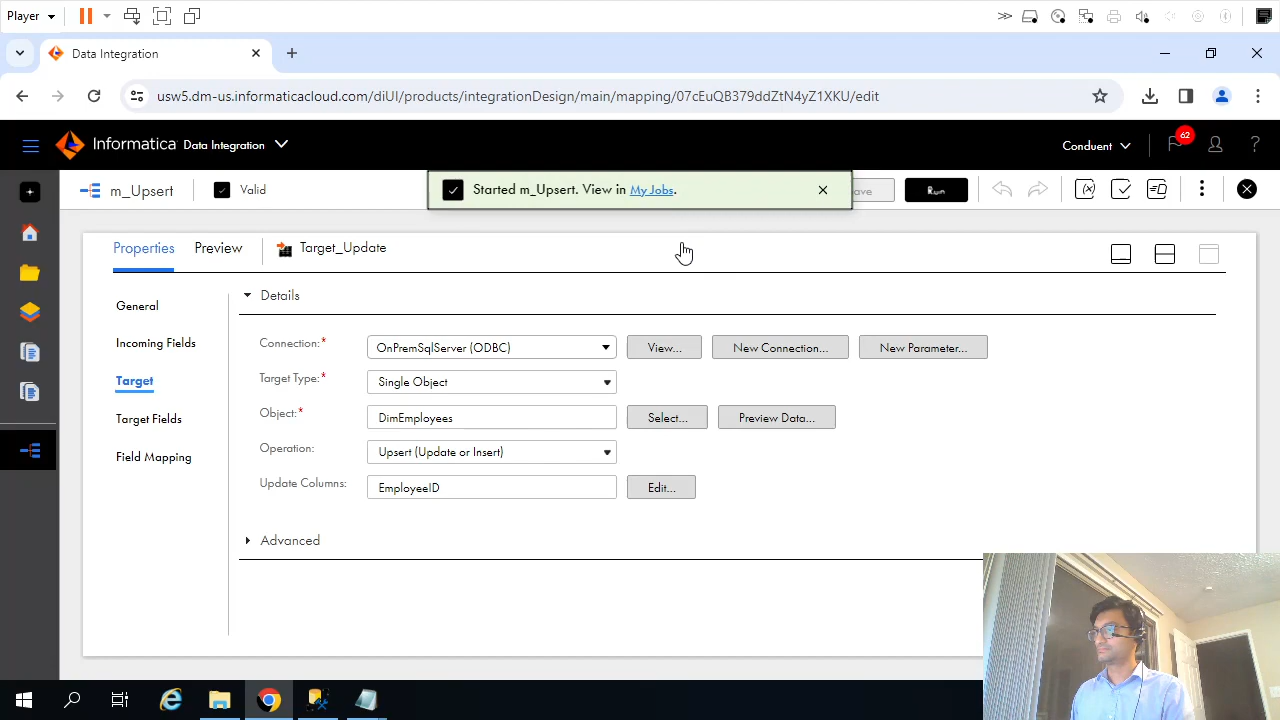 Player
Data Integration
usw5.dm-us.informaticacloud.com/diUI/products/integrationDesign/main/mapping/07cEuQB379ddZtN4yZ1XKU/edit
Informatica Data Integration
Conduent
62
m_Upsert
Valid
Started m_Upsert. View in My Jobs.
Run
Properties
Preview
Target_Update
General
Incoming Fields
Target
Target Fields
Field Mapping
Details
Connection:*
OnPremSqlServer (ODBC)
View...
New Connection...
New Parameter...
Target Type:*
Single Object
Object:*
DimEmployees
Select...
Preview Data...
Operation:
Upsert (Update or Insert)
Update Columns:
EmployeeID
Edit...
Advanced